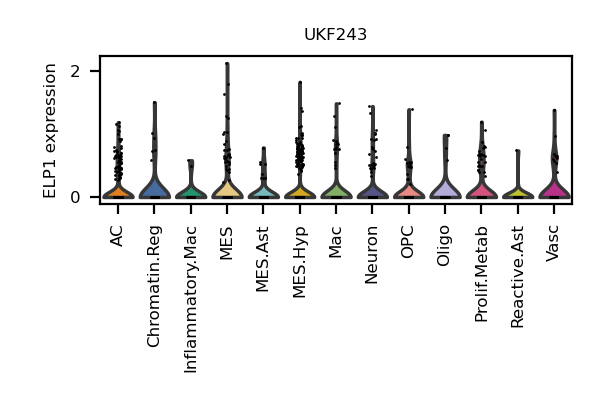 UKF243
ELP1 expression
2
0
AC
Chromatin.Reg
Inflammatory.Mac
MES
MES.Ast
MES.Hyp
Mac
Neuron
OPC
Oligo
Prolif.Metab
Reactive.Ast
Vasc